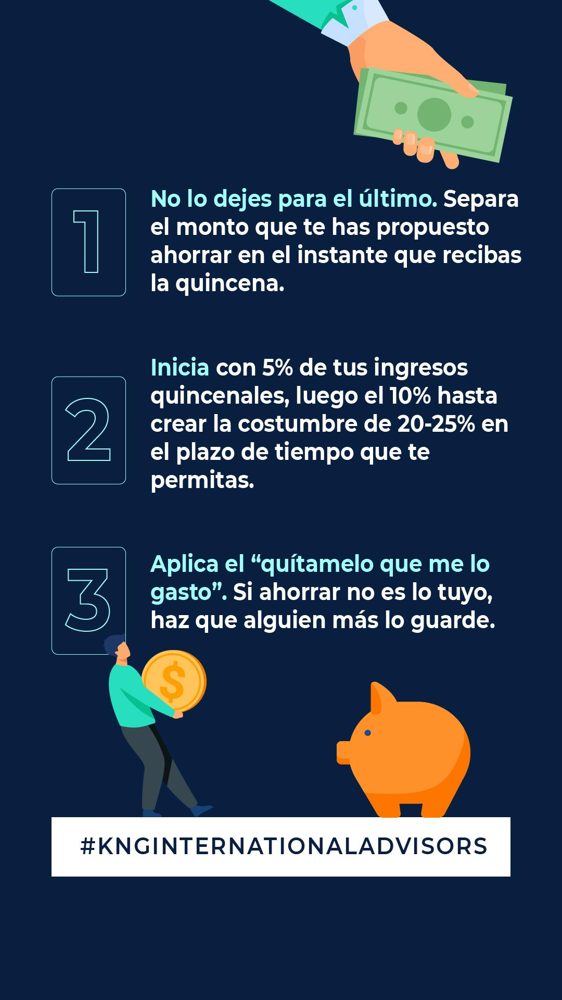 1
No lo dejes para el último. Separa
el monto que te has propuesto
ahorrar en el instante que recibas
la quincena.
2
Inicia con 5% de tus ingresos
quincenales, luego el 10% hasta
crear la costumbre de 20-25% en
el plazo de tiempo que te
permitas.
3
Aplica el “quítamelo que me lo
gasto”. Si ahorrar no es lo tuyo,
haz que alguien más lo guarde.
$
#KNGINTERNATIONALADVISORS